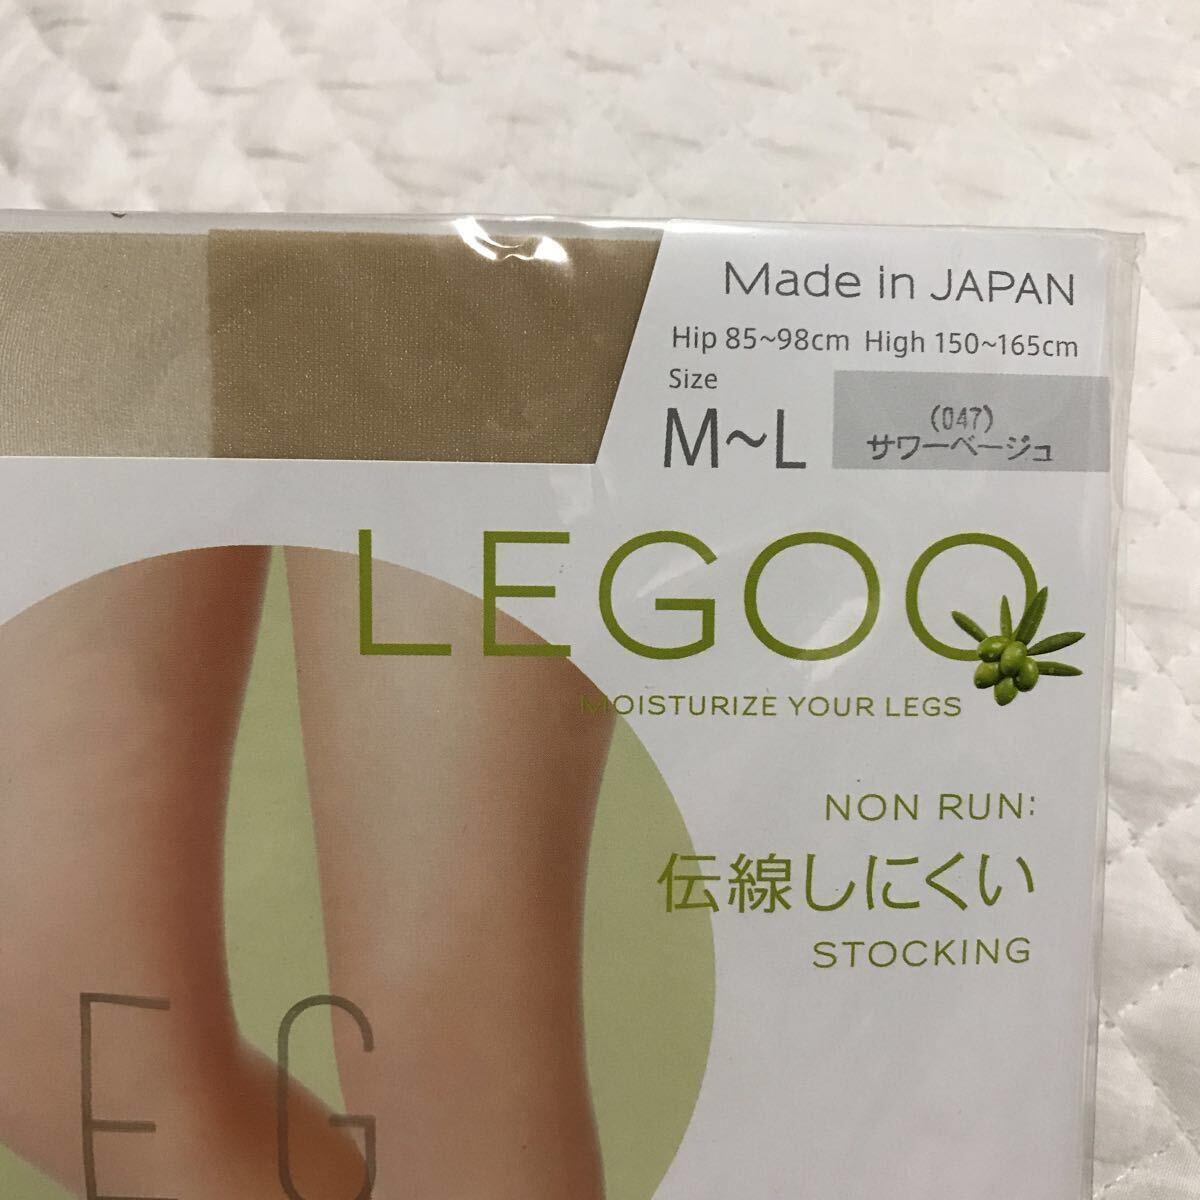 Made in JAPAN
Hip 85~98cm High 150~165cm
Size
M~L
(047)
サワーベージュ
LEGOO
MOISTURIZE YOUR LEGS
NON RUN:
伝線しにくい
STOCKING
EG